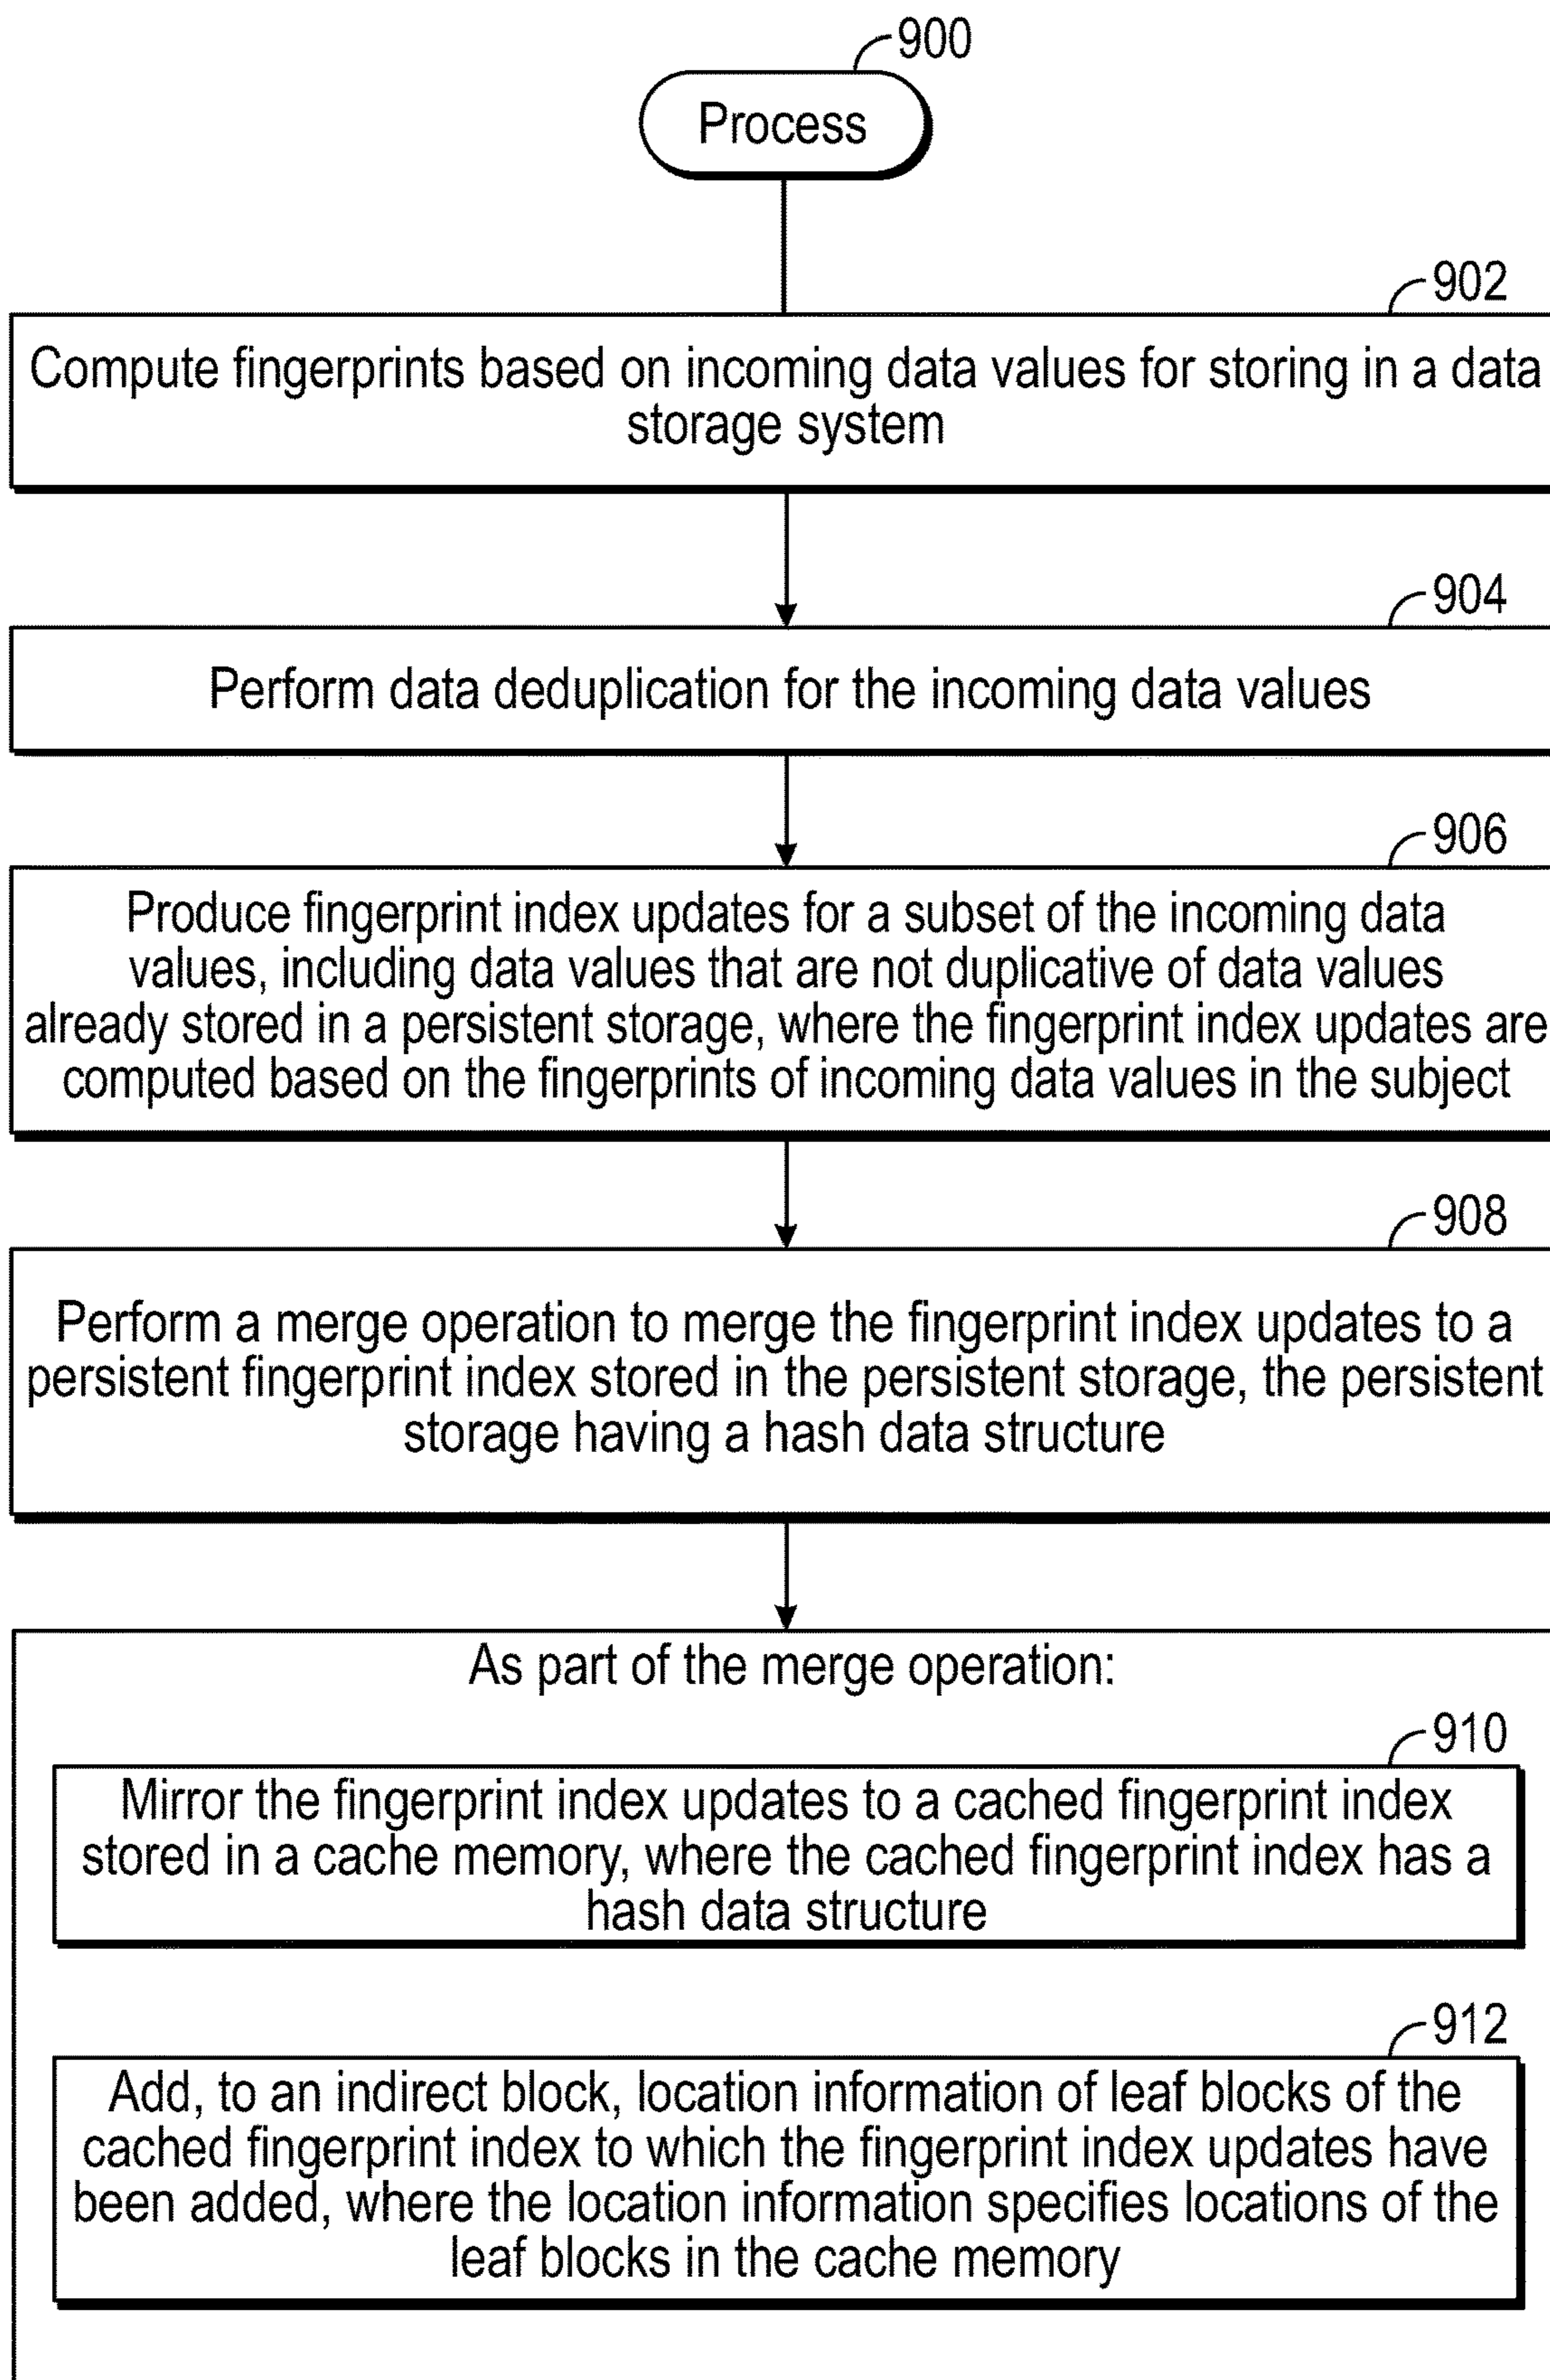 900
Process
902
Compute fingerprints based on incoming data values for storing in a data
storage system
904
Perform data deduplication for the incoming data values
906
Produce fingerprint index updates for a subset of the incoming data
values, including data values that are not duplicative of data values
already stored in a persistent storage, where the fingerprint index updates are
computed based on the fingerprints of incoming data values in the subject
908
Perform a merge operation to merge the fingerprint index updates to a
persistent fingerprint index stored in the persistent storage, the persistent
storage having a hash data structure
As part of the merge operation:
910
Mirror the fingerprint index updates to a cached fingerprint index
stored in a cache memory, where the cached fingerprint index has a
hash data structure
912
Add, to an indirect block, location information of leaf blocks of the
cached fingerprint index to which the fingerprint index updates have
been added, where the location information specifies locations of the
leaf blocks in the cache memory